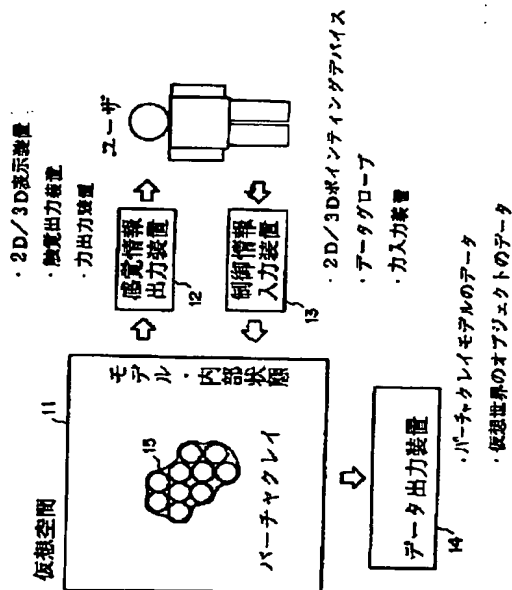 仮想空間
11
モデル・内部状態
15
バーチャクレイ
・2D/3D表示装置
・触覚出力装置
・力出力装置
感覚情報
出力装置
12
ユーザ
制御情報
入力装置
13
・2D/3Dポインティングデバイス
・データグローブ
・力入力装置
データ出力装置
14
・バーチャクレイモデルのデータ
・仮想世界のオブジェクトのデータ